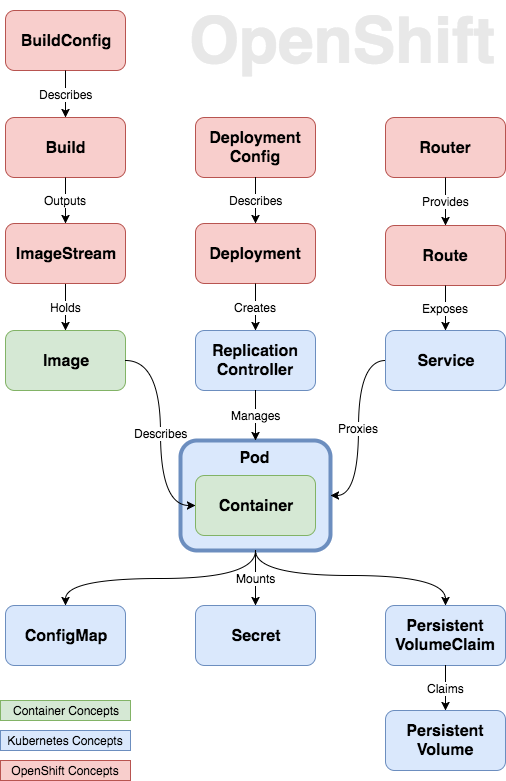 OpenShift
BuildConfig
Describes
Build
Deployment
Config
Router
Outputs
Describes
Provides
ImageStream
Deployment
Route
Holds
Creates
Exposes
Image
Replication
Controller
Service
Manages
Describes
Proxies
Pod
Container
Mounts
ConfigMap
Secret
Persistent
VolumeClaim
Claims
Container Concepts
Kubernetes Concepts
OpenShift Concepts
Persistent
Volume